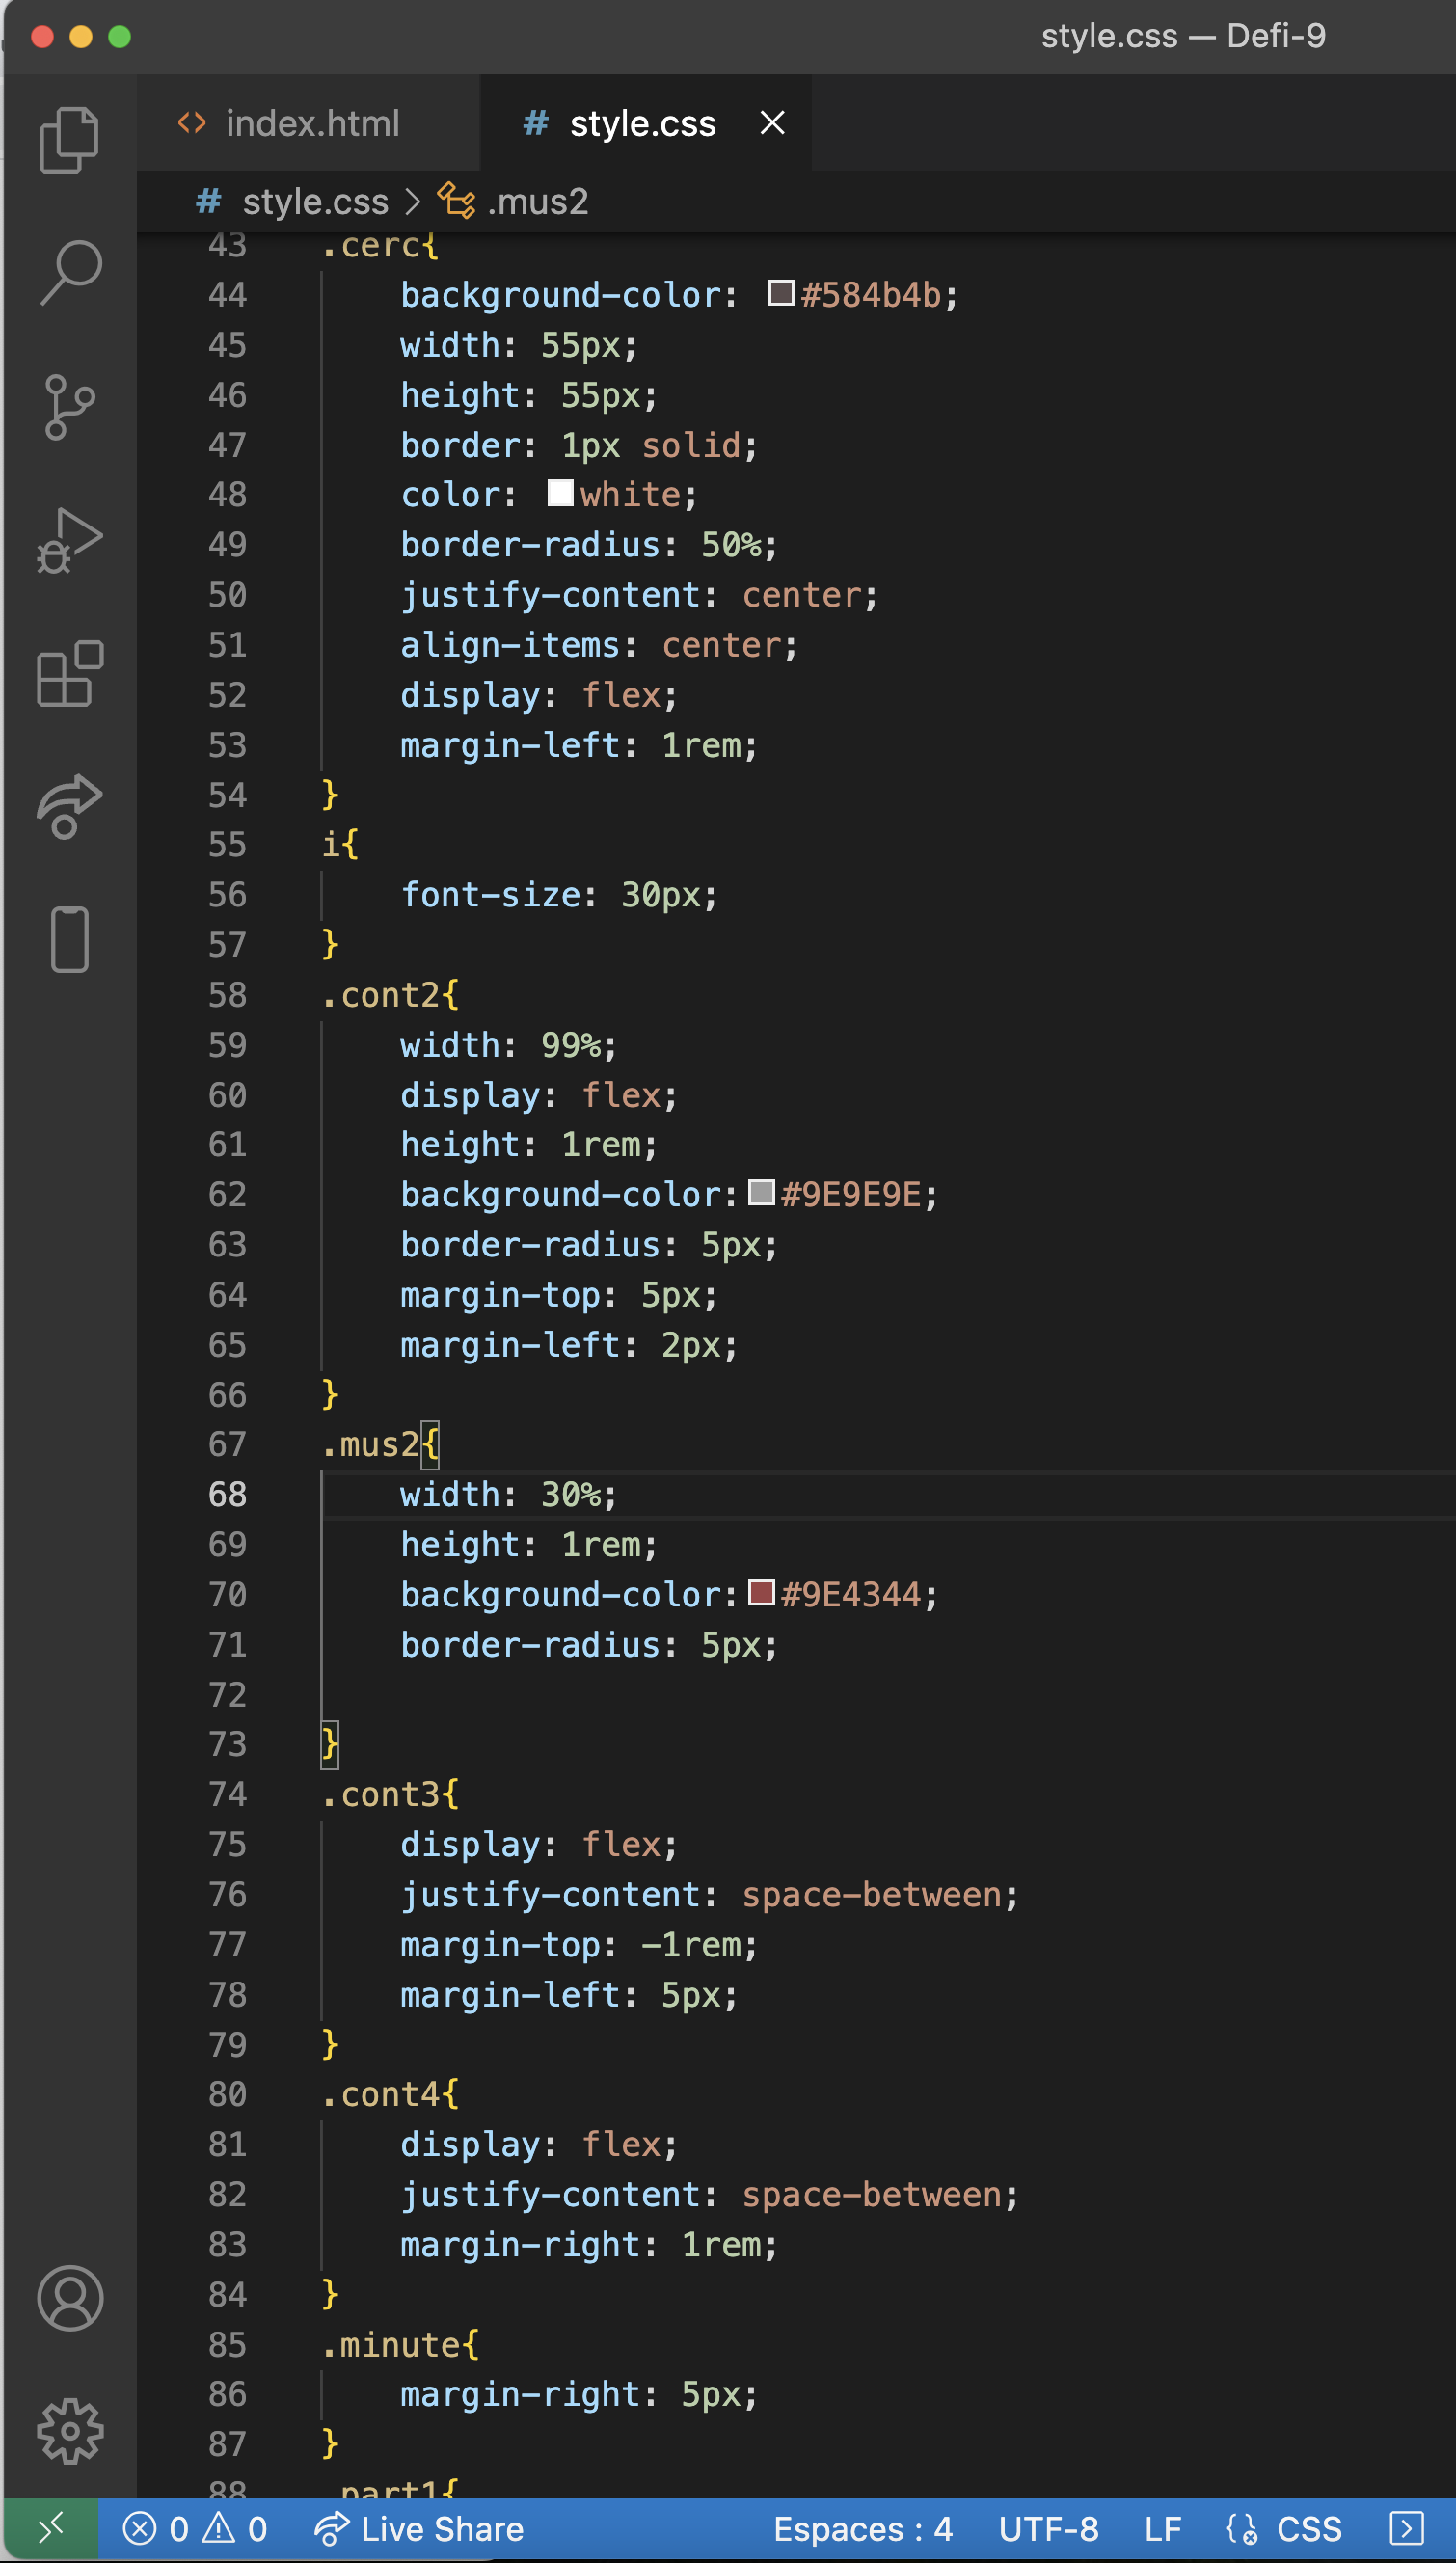 style.css — Defi-9
index.html
style.css
style.css > .mus2
43 .cerc{
44 background-color: #584b4b;
45 width: 55px;
46 height: 55px;
47 border: 1px solid;
48 color: white;
49 border-radius: 50%;
50 justify-content: center;
51 align-items: center;
52 display: flex;
53 margin-left: 1rem;
54 }
55 i{
56 font-size: 30px;
57 }
58 .cont2{
59 width: 99%;
60 display: flex;
61 height: 1rem;
62 background-color: #9E9E9E;
63 border-radius: 5px;
64 margin-top: 5px;
65 margin-left: 2px;
66 }
67 .mus2{
68 width: 30%;
69 height: 1rem;
70 background-color: #9E4344;
71 border-radius: 5px;
72
73 }
74 .cont3{
75 display: flex;
76 justify-content: space-between;
77 margin-top: -1rem;
78 margin-left: 5px;
79 }
80 .cont4{
81 display: flex;
82 justify-content: space-between;
83 margin-right: 1rem;
84 }
85 .minute{
86 margin-right: 5px;
87 }
88 .part1{
0 0 Live Share Espaces : 4 UTF-8 LF CSS